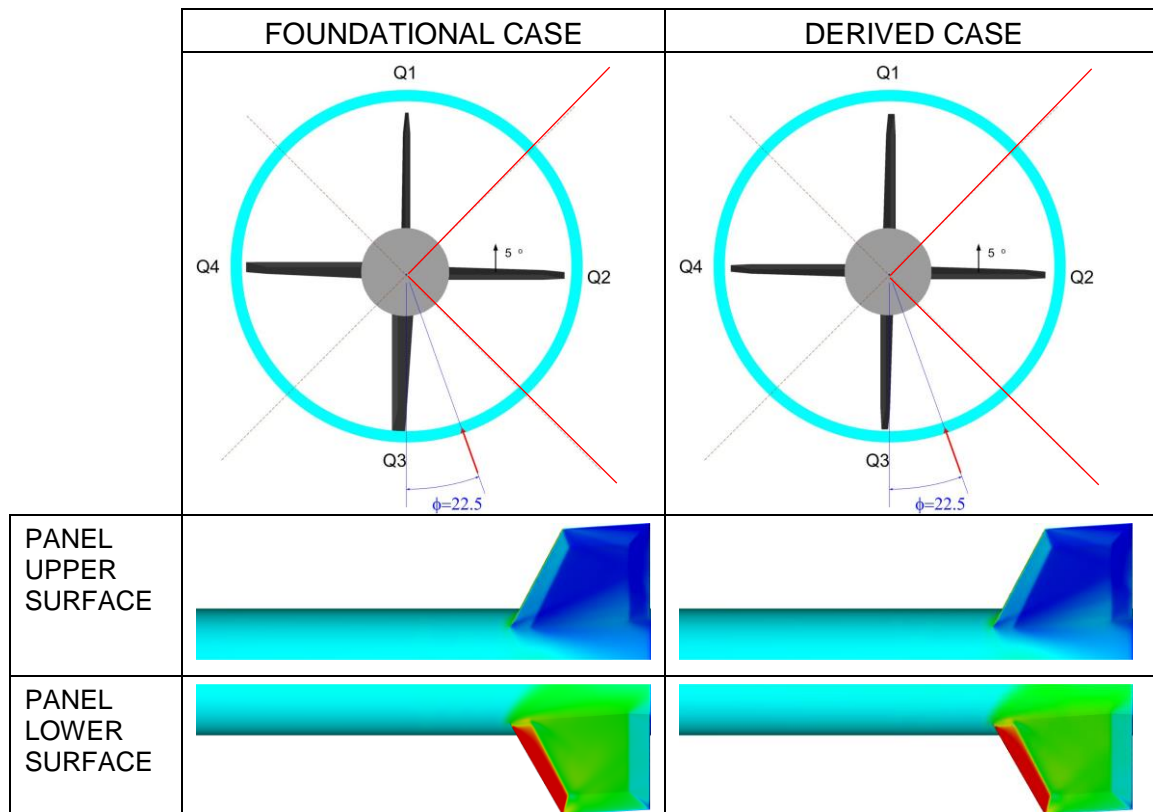 FOUNDATIONAL CASE
DERIVED CASE
Q1
Q4
5 °
Q2
Q3
ϕ=22.5
Q1
Q4
5 °
Q2
Q3
ϕ=22.5
PANEL
UPPER
SURFACE
PANEL
LOWER
SURFACE